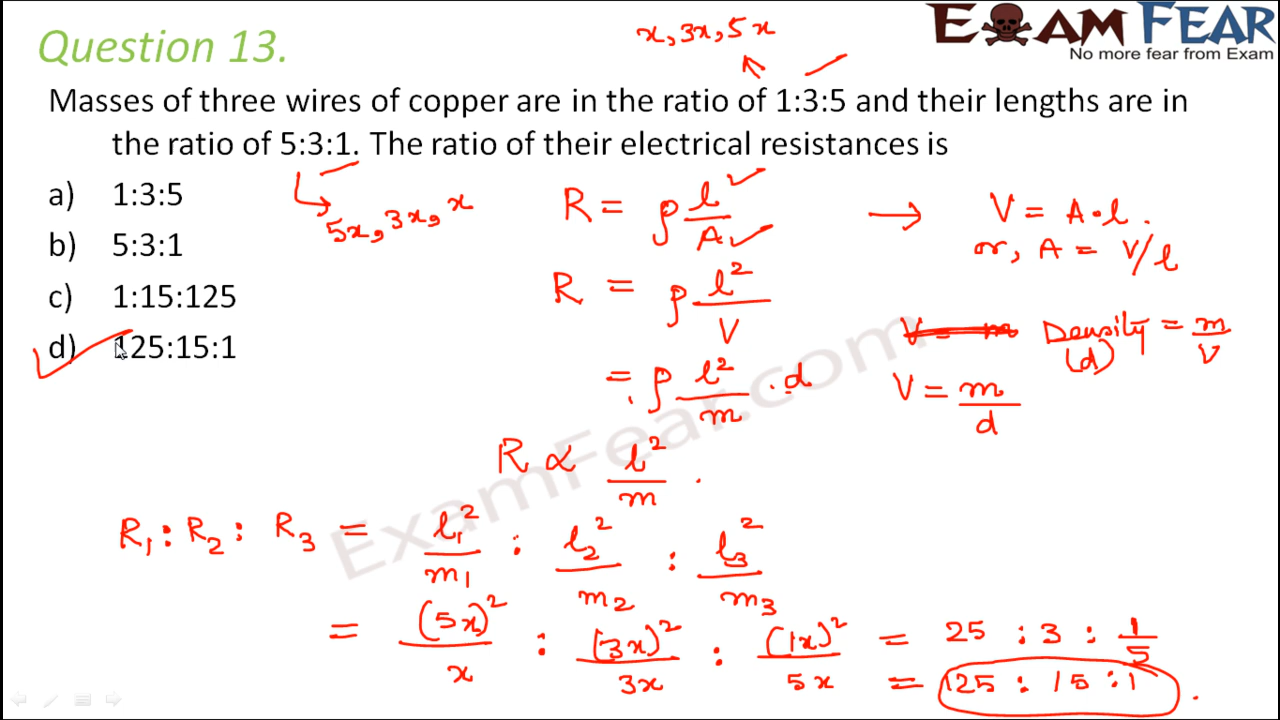 Question 13.
x, 3x, 5x
EXAM FEAR
No more fear from Exam
Masses of three wires of copper are in the ratio of 1:3:5 and their lengths are in
the ratio of 5:3:1. The ratio of their electrical resistances is
a) 1:3:5
b) 5:3:1
c) 1:15:125
d) 125:15:1
5x, 3x, x
R = ρ l/A → V = A·l.
or, A = V/l
R = ρ l²/V
V = m Density (d) = m/V
= ρ l²/m . d V = m/d
R ∝ l²/m .
R₁ : R₂ : R₃ = l₁²/m₁ : l₂²/m₂ : l₃²/m₃
= (5x)²/x : (3x)²/3x : (1x)²/5x = 25 : 3 : 1/5
= 125 : 15 : 1 .
ExamFear.com